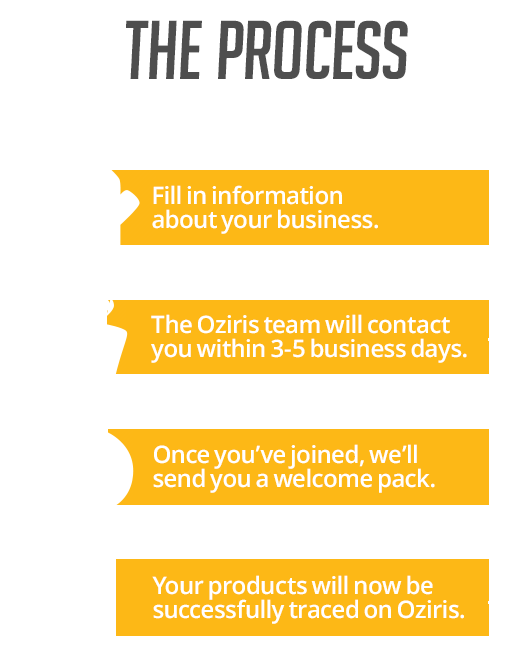 THE PROCESS
Fill in information
about your business.
The Oziris team will contact
you within 3-5 business days.
Once you’ve joined, we’ll
send you a welcome pack.
Your products will now be
successfully traced on Oziris.